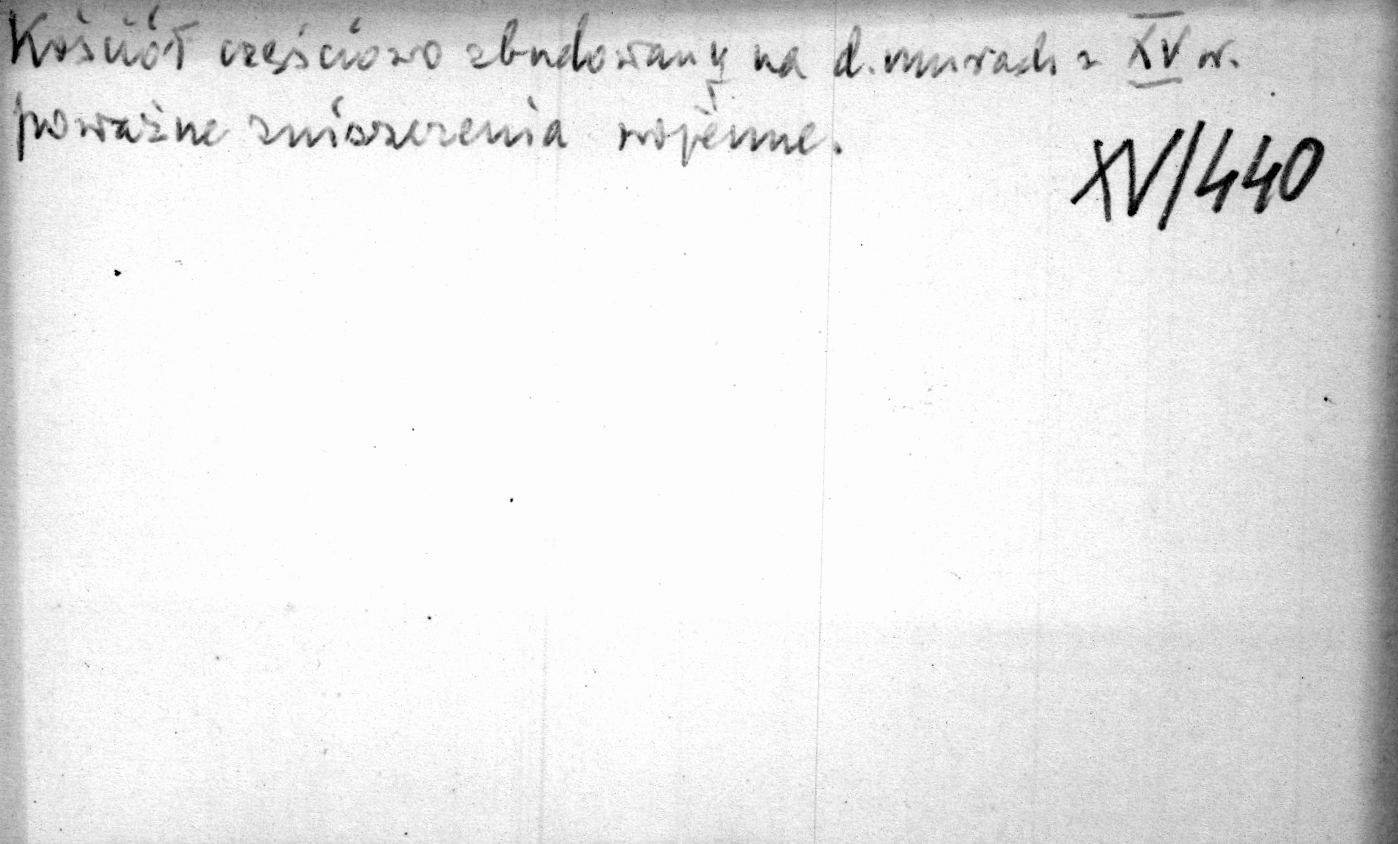 Kościół częściowo zbudowany na d. murach z XV w.
poważne zniszczenia wojenne.
XV/440